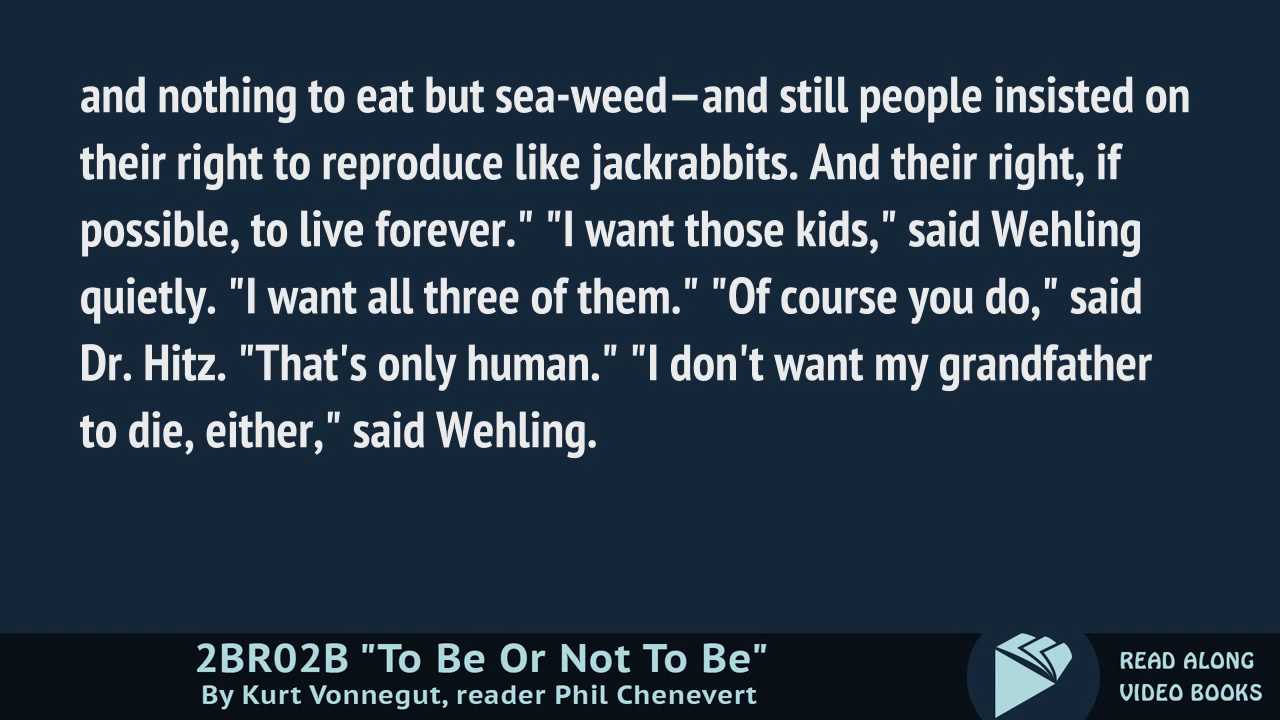 and nothing to eat but sea-weed—and still people insisted on
their right to reproduce like jackrabbits. And their right, if
possible, to live forever." "I want those kids," said Wehling
quietly. "I want all three of them." "Of course you do," said
Dr. Hitz. "That's only human." "I don't want my grandfather
to die, either," said Wehling.
2BR02B "To Be Or Not To Be"
By Kurt Vonnegut, reader Phil Chenevert
READ ALONG
VIDEO BOOKS